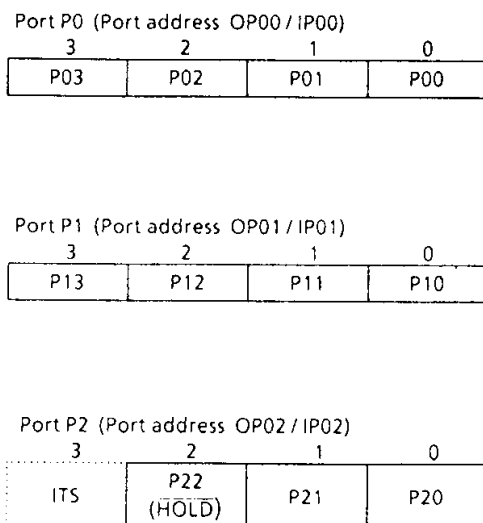 Port P0 (Port address OP00 / IP00)
3 2 1 0
P03 P02 P01 P00
Port P1 (Port address OP01 / IP01)
3 2 1 0
P13 P12 P11 P10
Port P2 (Port address OP02 / IP02)
3 2 1 0
ITS P22 P21 P20
(H̅O̅L̅D̅)